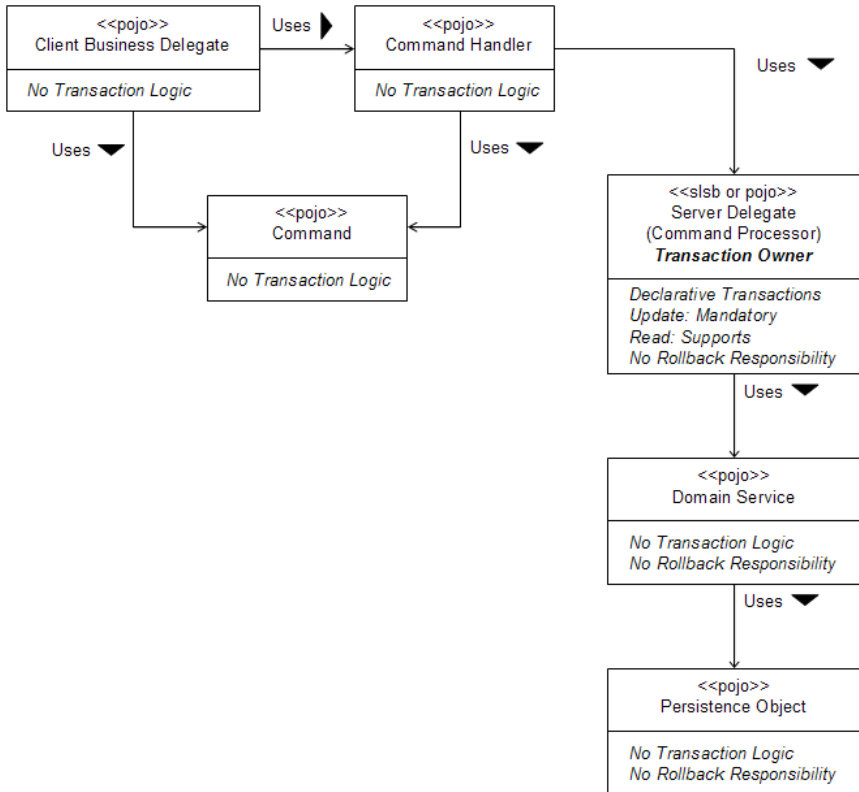 <<pojo>>
Client Business Delegate
No Transaction Logic
Uses
<<pojo>>
Command Handler
No Transaction Logic
Uses
Uses
Uses
<<pojo>>
Command
No Transaction Logic
<<slsb or pojo>>
Server Delegate
(Command Processor)
Transaction Owner
Declarative Transactions
Update: Mandatory
Read: Supports
No Rollback Responsibility
Uses
<<pojo>>
Domain Service
No Transaction Logic
No Rollback Responsibility
Uses
<<pojo>>
Persistence Object
No Transaction Logic
No Rollback Responsibility